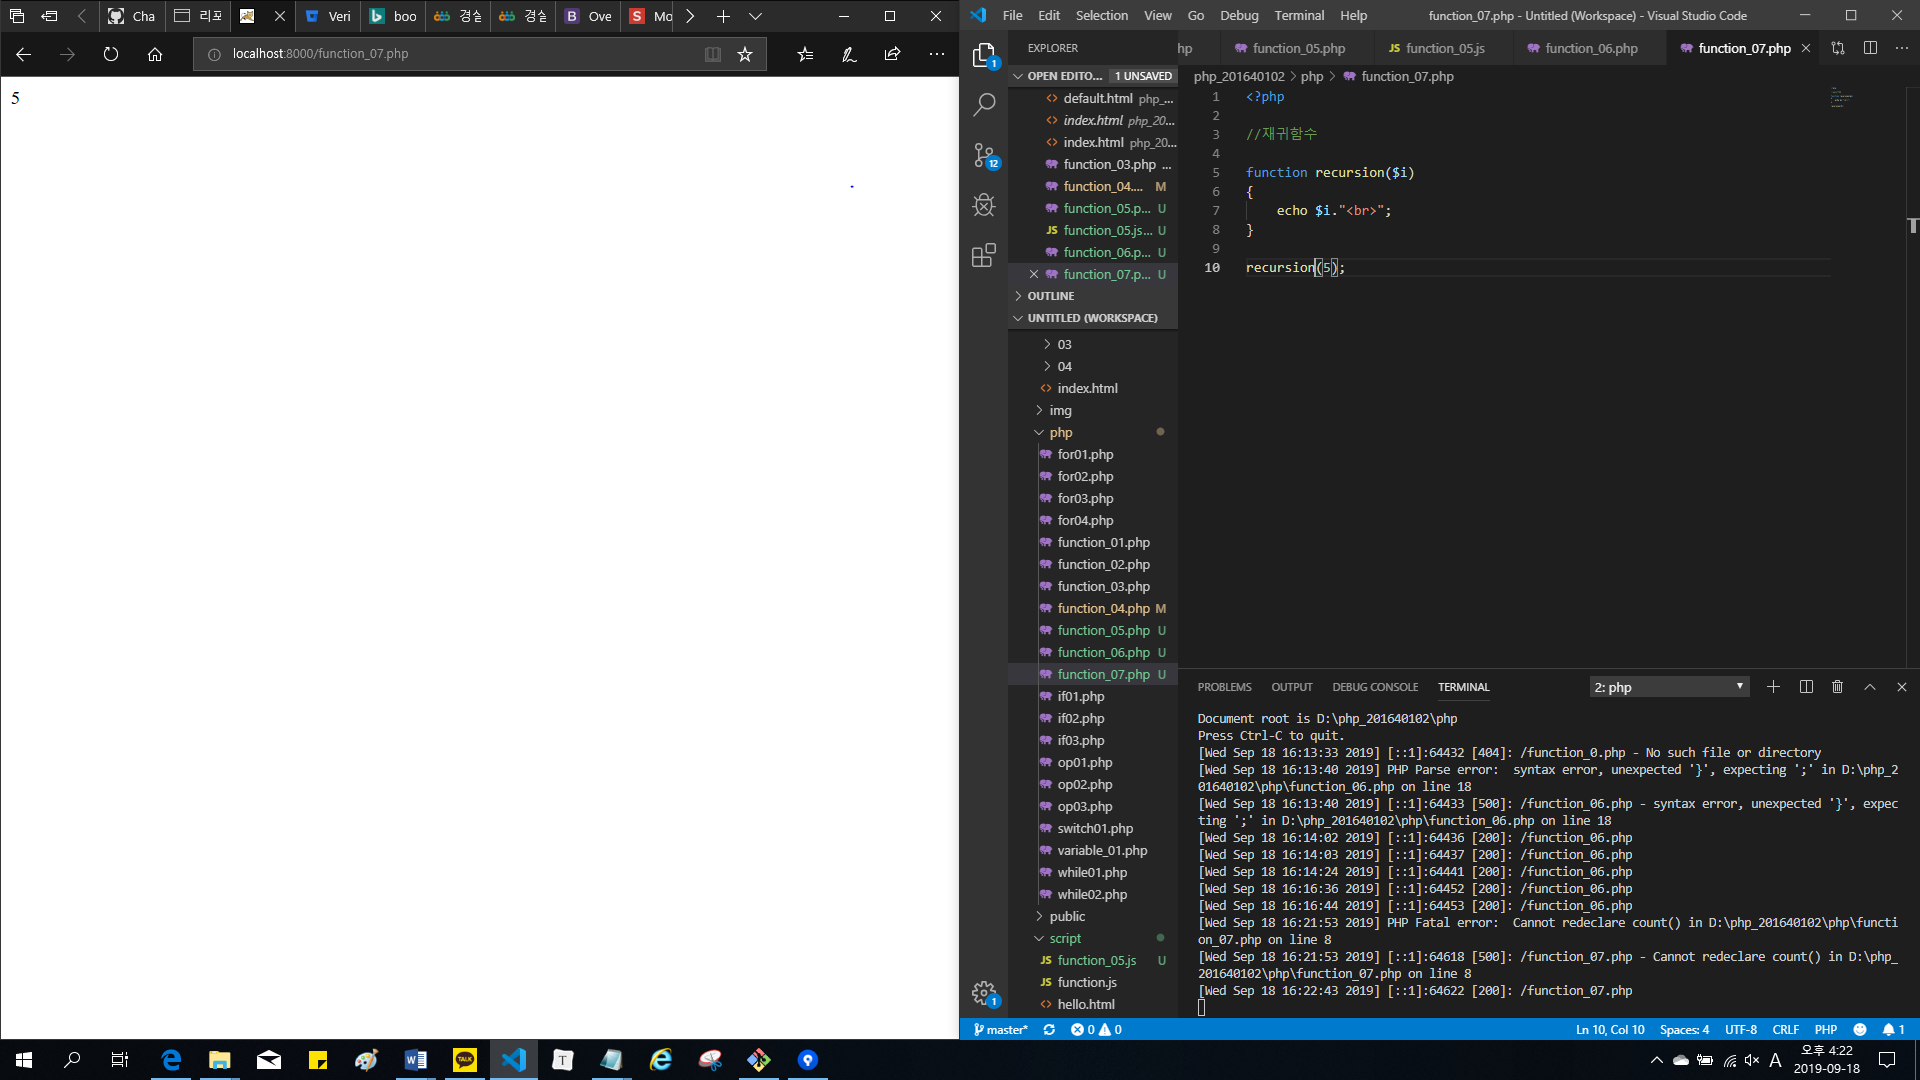 Cha
리포
Veri
boo
경실
경실
Ove
Mo
localhost:8000/function_07.php
5
File Edit Selection View Go Debug Terminal Help
function_07.php - Untitled (Workspace) - Visual Studio Code
EXPLORER
hp
function_05.php
JS function_05.js
function_06.php
function_07.php
OPEN EDITO... 1 UNSAVED
default.html php_...
index.html php_20...
index.html php_20...
function_03.php ...
function_04.... M
function_05.p... U
JS function_05.js... U
function_06.p... U
function_07.p... U
OUTLINE
UNTITLED (WORKSPACE)
03
04
index.html
img
php
for01.php
for02.php
for03.php
for04.php
function_01.php
function_02.php
function_03.php
function_04.php M
function_05.php U
function_06.php U
function_07.php U
if01.php
if02.php
if03.php
op01.php
op02.php
op03.php
switch01.php
variable_01.php
while01.php
while02.php
public
script
JS function_05.js U
JS function.js
hello.html
1
12
1
php_201640102 > php > function_07.php
1 <?php
2
3 //재귀함수
4
5 function recursion($i)
6 {
7 echo $i."<br>";
8 }
9
10 recursion(5);
PROBLEMS OUTPUT DEBUG CONSOLE TERMINAL
2: php
Document root is D:\php_201640102\php
Press Ctrl-C to quit.
[Wed Sep 18 16:13:33 2019] [::1]:64432 [404]: /function_0.php - No such file or directory
[Wed Sep 18 16:13:40 2019] PHP Parse error:  syntax error, unexpected '}', expecting ';' in D:\php_2
01640102\php\function_06.php on line 18
[Wed Sep 18 16:13:40 2019] [::1]:64433 [500]: /function_06.php - syntax error, unexpected '}', expec
ting ';' in D:\php_201640102\php\function_06.php on line 18
[Wed Sep 18 16:14:02 2019] [::1]:64436 [200]: /function_06.php
[Wed Sep 18 16:14:03 2019] [::1]:64437 [200]: /function_06.php
[Wed Sep 18 16:14:24 2019] [::1]:64441 [200]: /function_06.php
[Wed Sep 18 16:16:36 2019] [::1]:64452 [200]: /function_06.php
[Wed Sep 18 16:16:44 2019] [::1]:64453 [200]: /function_06.php
[Wed Sep 18 16:21:53 2019] PHP Fatal error:  Cannot redeclare count() in D:\php_201640102\php\functi
on_07.php on line 8
[Wed Sep 18 16:21:53 2019] [::1]:64618 [500]: /function_07.php - Cannot redeclare count() in D:\php_
201640102\php\function_07.php on line 8
[Wed Sep 18 16:22:43 2019] [::1]:64622 [200]: /function_07.php
master* 0 0
Ln 10, Col 10 Spaces: 4 UTF-8 CRLF PHP 1
TALK
T
A
오후 4:22
2019-09-18